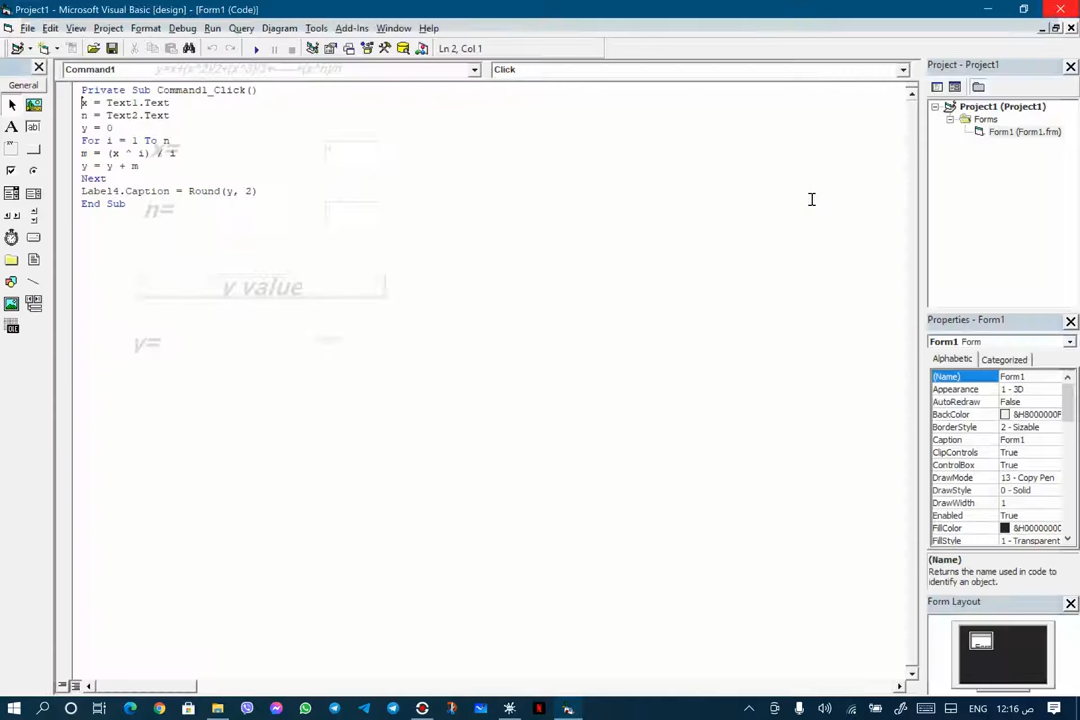 Project1 - Microsoft Visual Basic [design] - [Form1 (Code)]
File Edit View Project Format Debug Run Query Diagram Tools Add-Ins Window Help
Ln 2, Col 1
General
Command1
Click
Private Sub Command1_Click()
x = Text1.Text
n = Text2.Text
y = 0
For i = 1 To n
m = (x ^ i) / i
y = y + m
Next
Label4.Caption = Round(y, 2)
End Sub
n=
y value
y=
Project - Project1
Project1 (Project1)
Forms
Form1 (Form1.frm)
Properties - Form1
Form1 Form
Alphabetic Categorized
(Name) Form1
Appearance 1 - 3D
AutoRedraw False
BackColor &H8000000F
BorderStyle 2 - Sizable
Caption Form1
ClipControls True
ControlBox True
DrawMode 13 - Copy Pen
DrawStyle 0 - Solid
DrawWidth 1
Enabled True
FillColor &H0000000
FillStyle 1 - Transparent
(Name)
Returns the name used in code to
identify an object.
Form Layout
ENG 12:16 ص